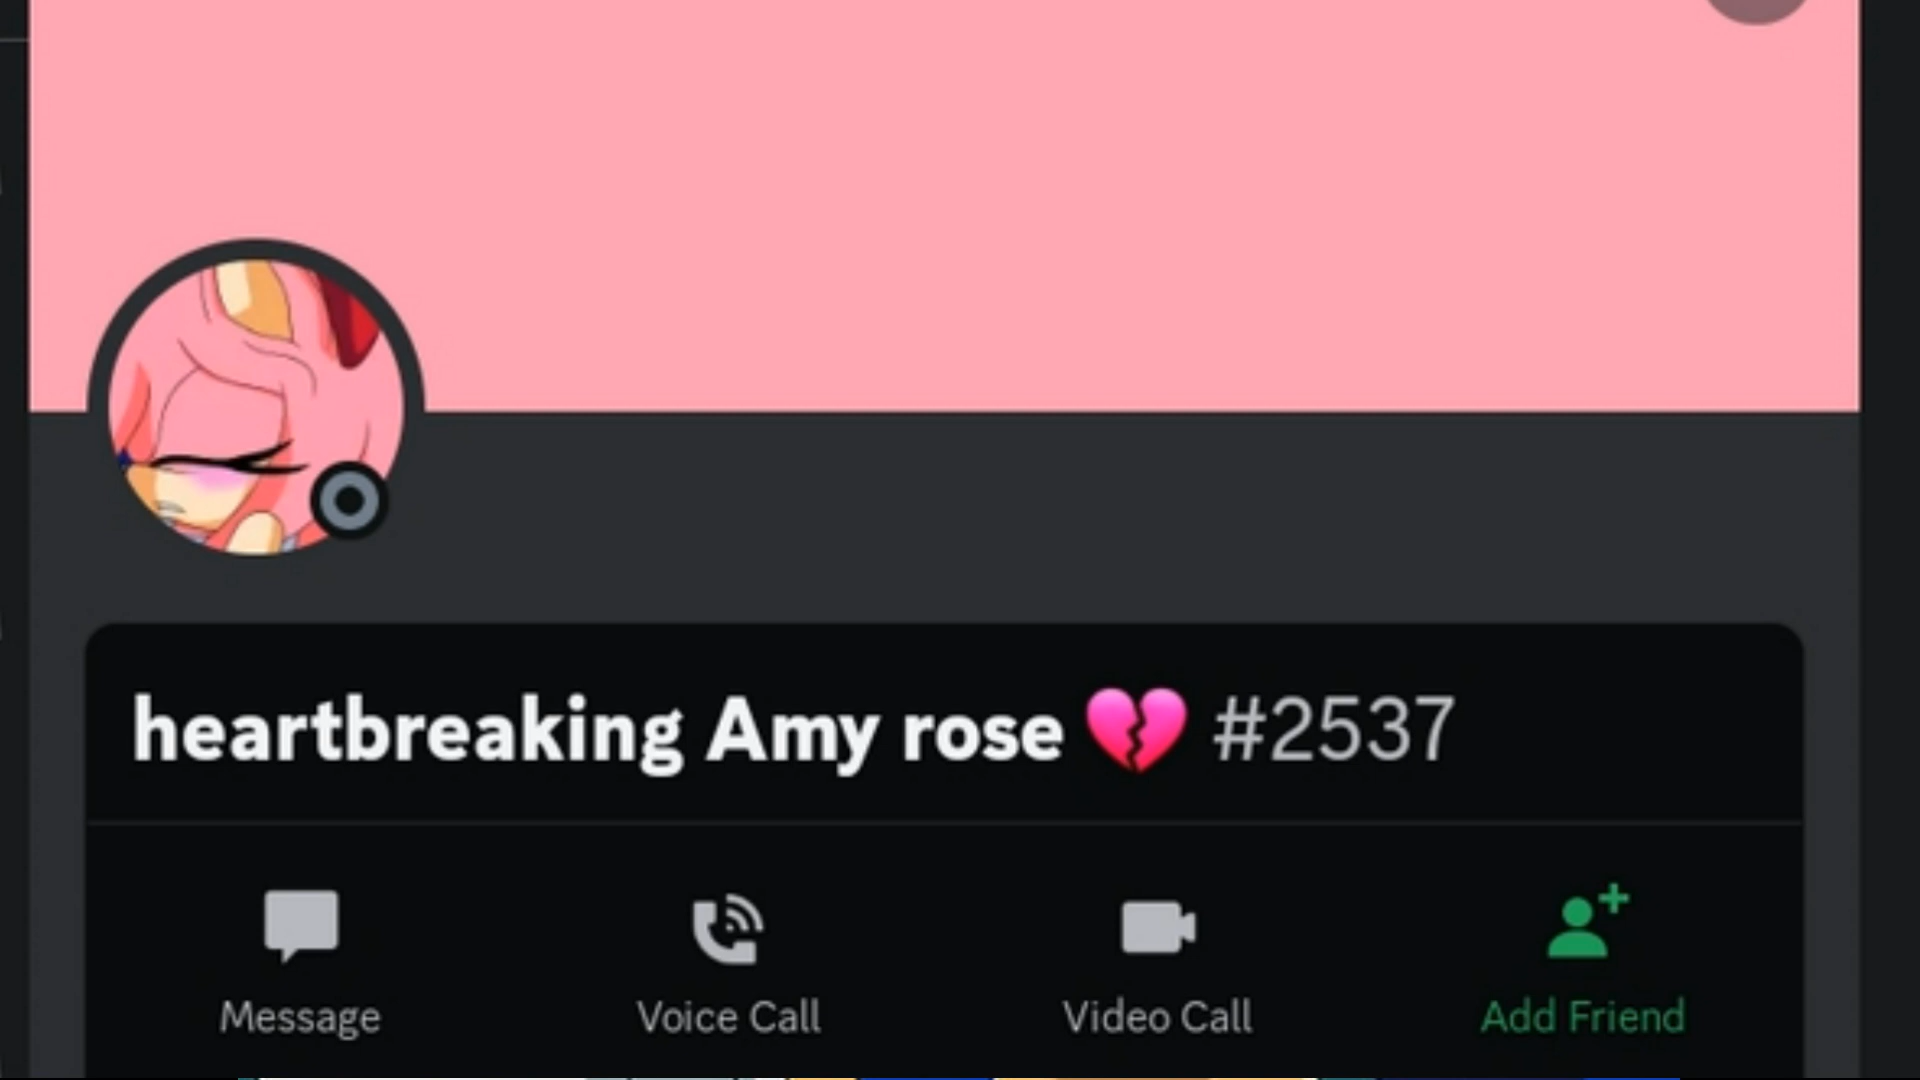 heartbreaking Amy rose 💔 #2537
Message Voice Call Video Call Add Friend